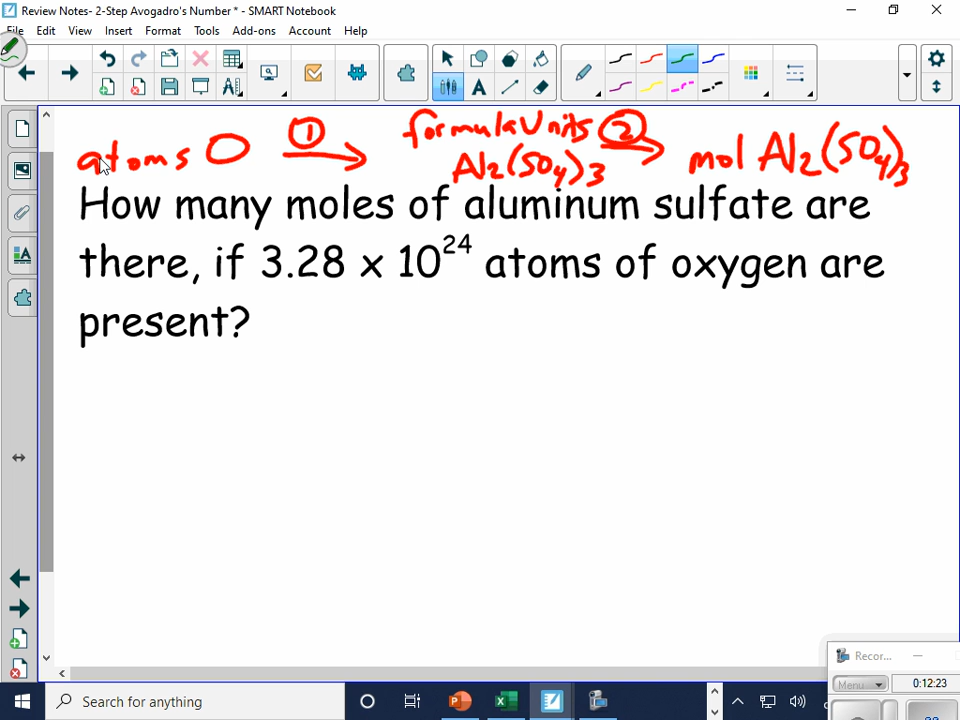 Review Notes- 2-Step Avogadro's Number * - SMART Notebook
File Edit View Insert Format Tools Add-ons Account Help
atoms O ① → formula Units ② → mol Al2(SO4)3
Al2(SO4)3
How many moles of aluminum sulfate are
there, if 3.28 x 10^24 atoms of oxygen are
present?
Recor...
Menu
0:12:23
Search for anything